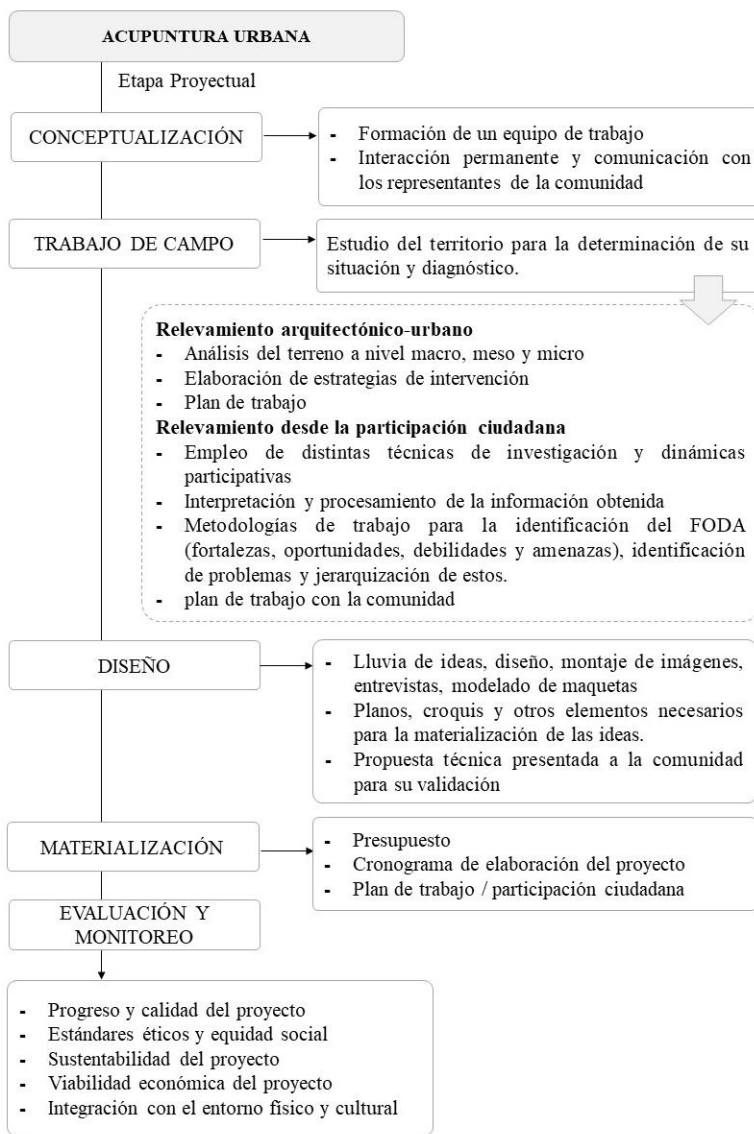 ACUPUNTURA URBANA
Etapa Proyectual
CONCEPTUALIZACIÓN
- Formación de un equipo de trabajo
- Interacción permanente y comunicación con
los representantes de la comunidad
TRABAJO DE CAMPO
Estudio del territorio para la determinación de su
situación y diagnóstico.
Relevamiento arquitectónico-urbano
- Análisis del terreno a nivel macro, meso y micro
- Elaboración de estrategias de intervención
- Plan de trabajo
Relevamiento desde la participación ciudadana
- Empleo de distintas técnicas de investigación y dinámicas
participativas
- Interpretación y procesamiento de la información obtenida
- Metodologías de trabajo para la identificación del FODA
(fortalezas, oportunidades, debilidades y amenazas), identificación
de problemas y jerarquización de estos.
- plan de trabajo con la comunidad
DISEÑO
- Lluvia de ideas, diseño, montaje de imágenes,
entrevistas, modelado de maquetas
- Planos, croquis y otros elementos necesarios
para la materialización de las ideas.
- Propuesta técnica presentada a la comunidad
para su validación
MATERIALIZACIÓN
- Presupuesto
- Cronograma de elaboración del proyecto
- Plan de trabajo / participación ciudadana
EVALUACIÓN Y
MONITOREO
- Progreso y calidad del proyecto
- Estándares éticos y equidad social
- Sustentabilidad del proyecto
- Viabilidad económica del proyecto
- Integración con el entorno físico y cultural